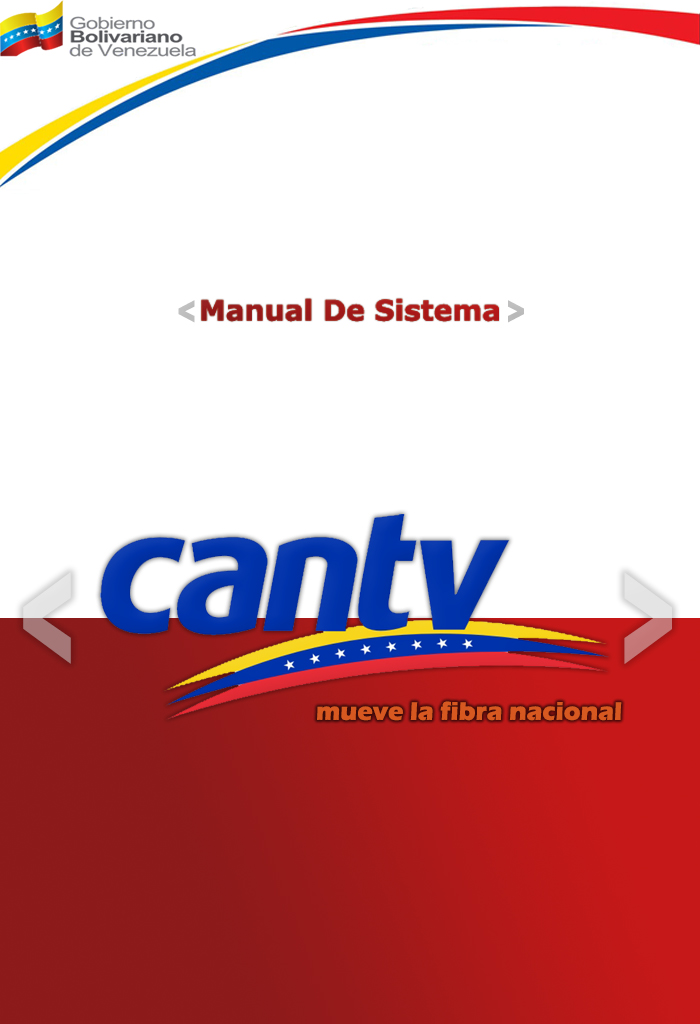 Gobierno
Bolivariano
de Venezuela
<Manual De Sistema>
cantv
mueve la fibra nacional